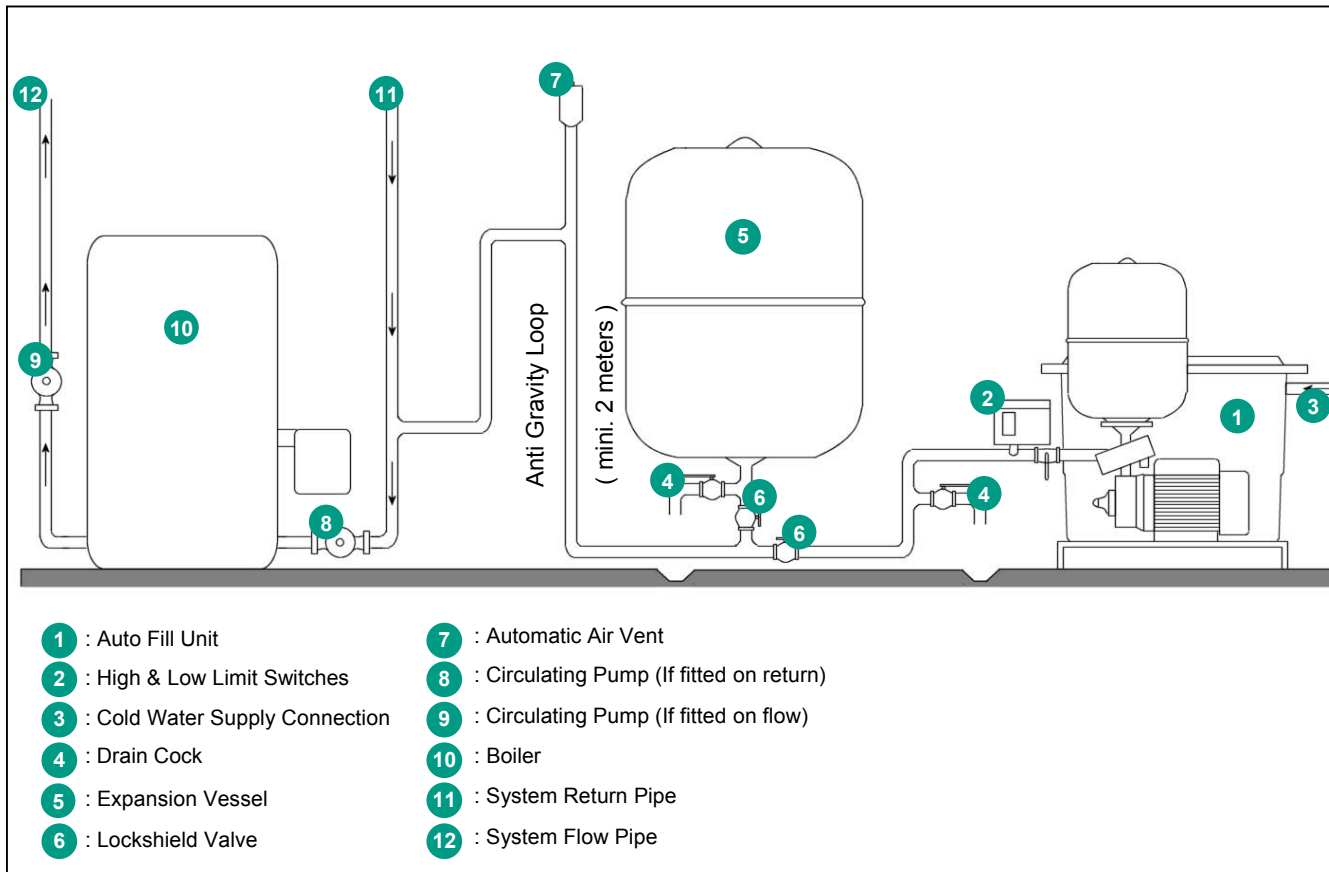 12
11
7
5
10
9
Anti Gravity Loop
( mini. 2 meters )
2
1
3
4
6
4
8
6
1 : Auto Fill Unit
2 : High & Low Limit Switches
3 : Cold Water Supply Connection
4 : Drain Cock
5 : Expansion Vessel
6 : Lockshield Valve
7 : Automatic Air Vent
8 : Circulating Pump (If fitted on return)
9 : Circulating Pump (If fitted on flow)
10 : Boiler
11 : System Return Pipe
12 : System Flow Pipe